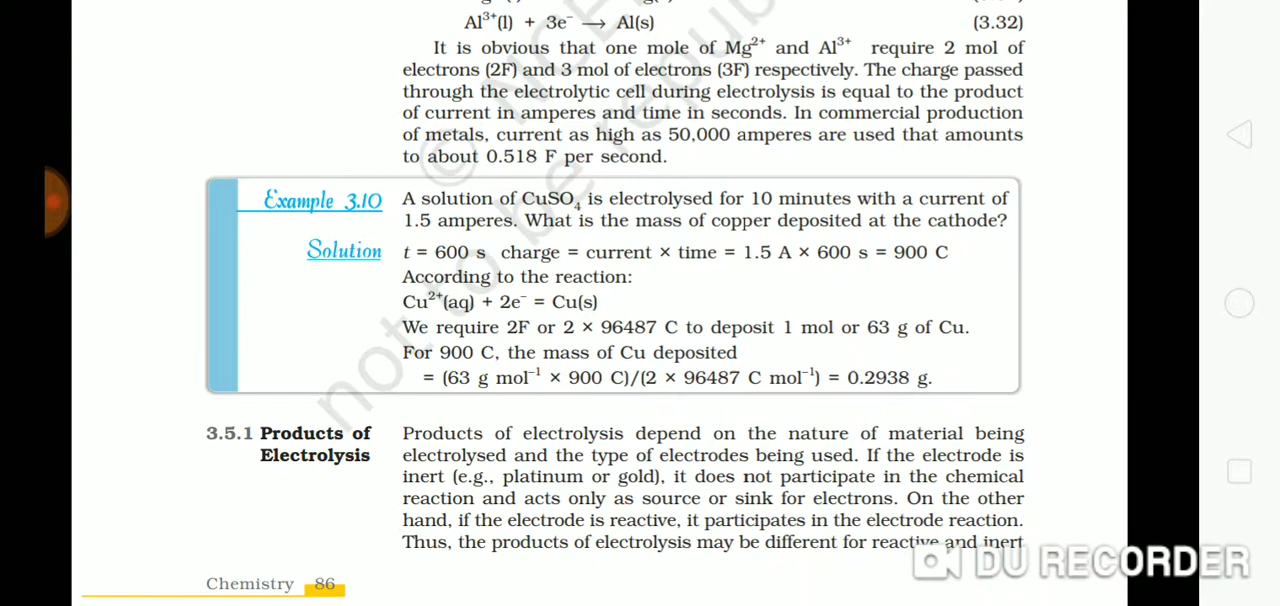 Al³⁺(l) + 3e⁻ ⟶ Al(s) (3.32)
It is obvious that one mole of Mg²⁺ and Al³⁺ require 2 mol of
electrons (2F) and 3 mol of electrons (3F) respectively. The charge passed
through the electrolytic cell during electrolysis is equal to the product
of current in amperes and time in seconds. In commercial production
of metals, current as high as 50,000 amperes are used that amounts
to about 0.518 F per second.
Example 3.10 A solution of CuSO₄ is electrolysed for 10 minutes with a current of
1.5 amperes. What is the mass of copper deposited at the cathode?
Solution t = 600 s charge = current × time = 1.5 A × 600 s = 900 C
According to the reaction:
Cu²⁺(aq) + 2e⁻ = Cu(s)
We require 2F or 2 × 96487 C to deposit 1 mol or 63 g of Cu.
For 900 C, the mass of Cu deposited
= (63 g mol⁻¹ × 900 C)/(2 × 96487 C mol⁻¹) = 0.2938 g.
3.5.1 Products of Electrolysis
Products of electrolysis depend on the nature of material being
electrolysed and the type of electrodes being used. If the electrode is
inert (e.g., platinum or gold), it does not participate in the chemical
reaction and acts only as source or sink for electrons. On the other
hand, if the electrode is reactive, it participates in the electrode reaction.
Thus, the products of electrolysis may be different for reactive and inert
Chemistry 86
© NCE
not to be repub
DU RECORDER